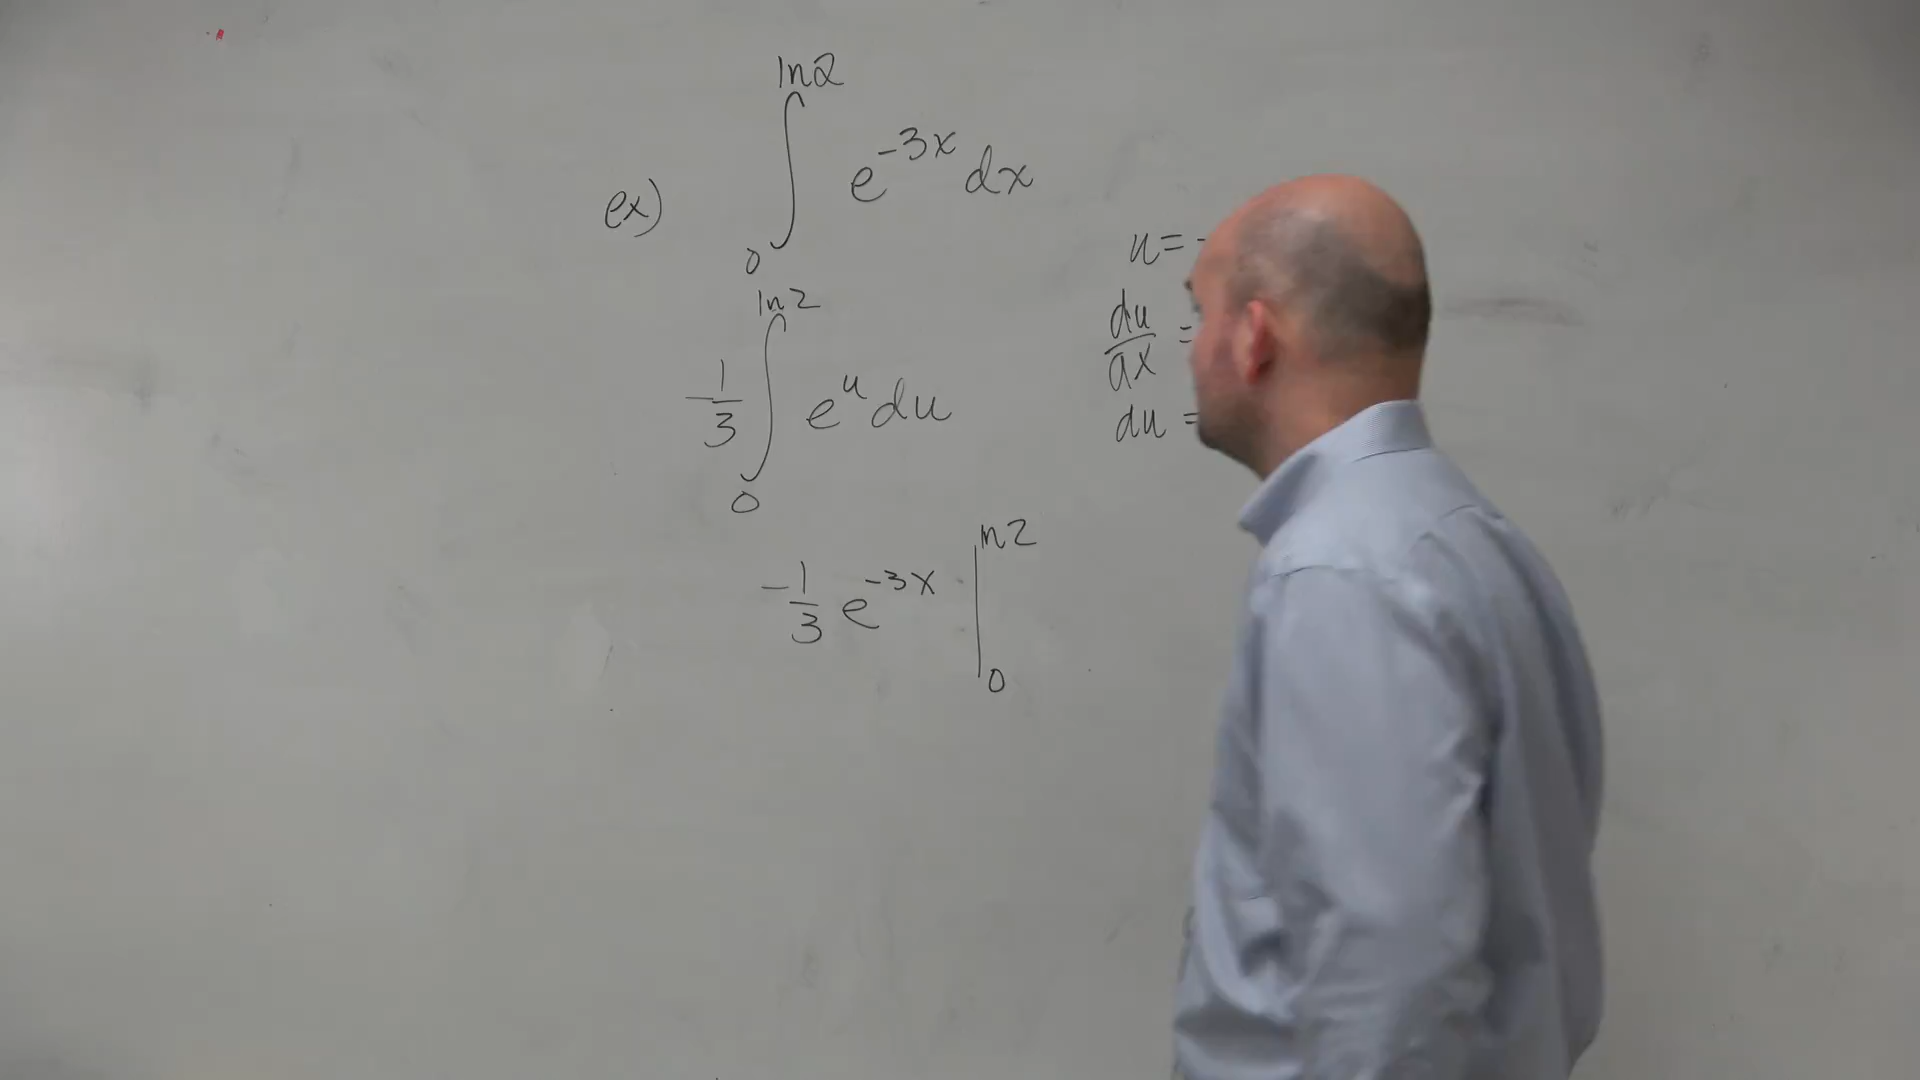 ex) ∫₀^ln2 e^-3x dx
-1/3 ∫₀^ln2 e^u du
-1/3 e^-3x |₀^ln2
u = -
du/dx =
du =